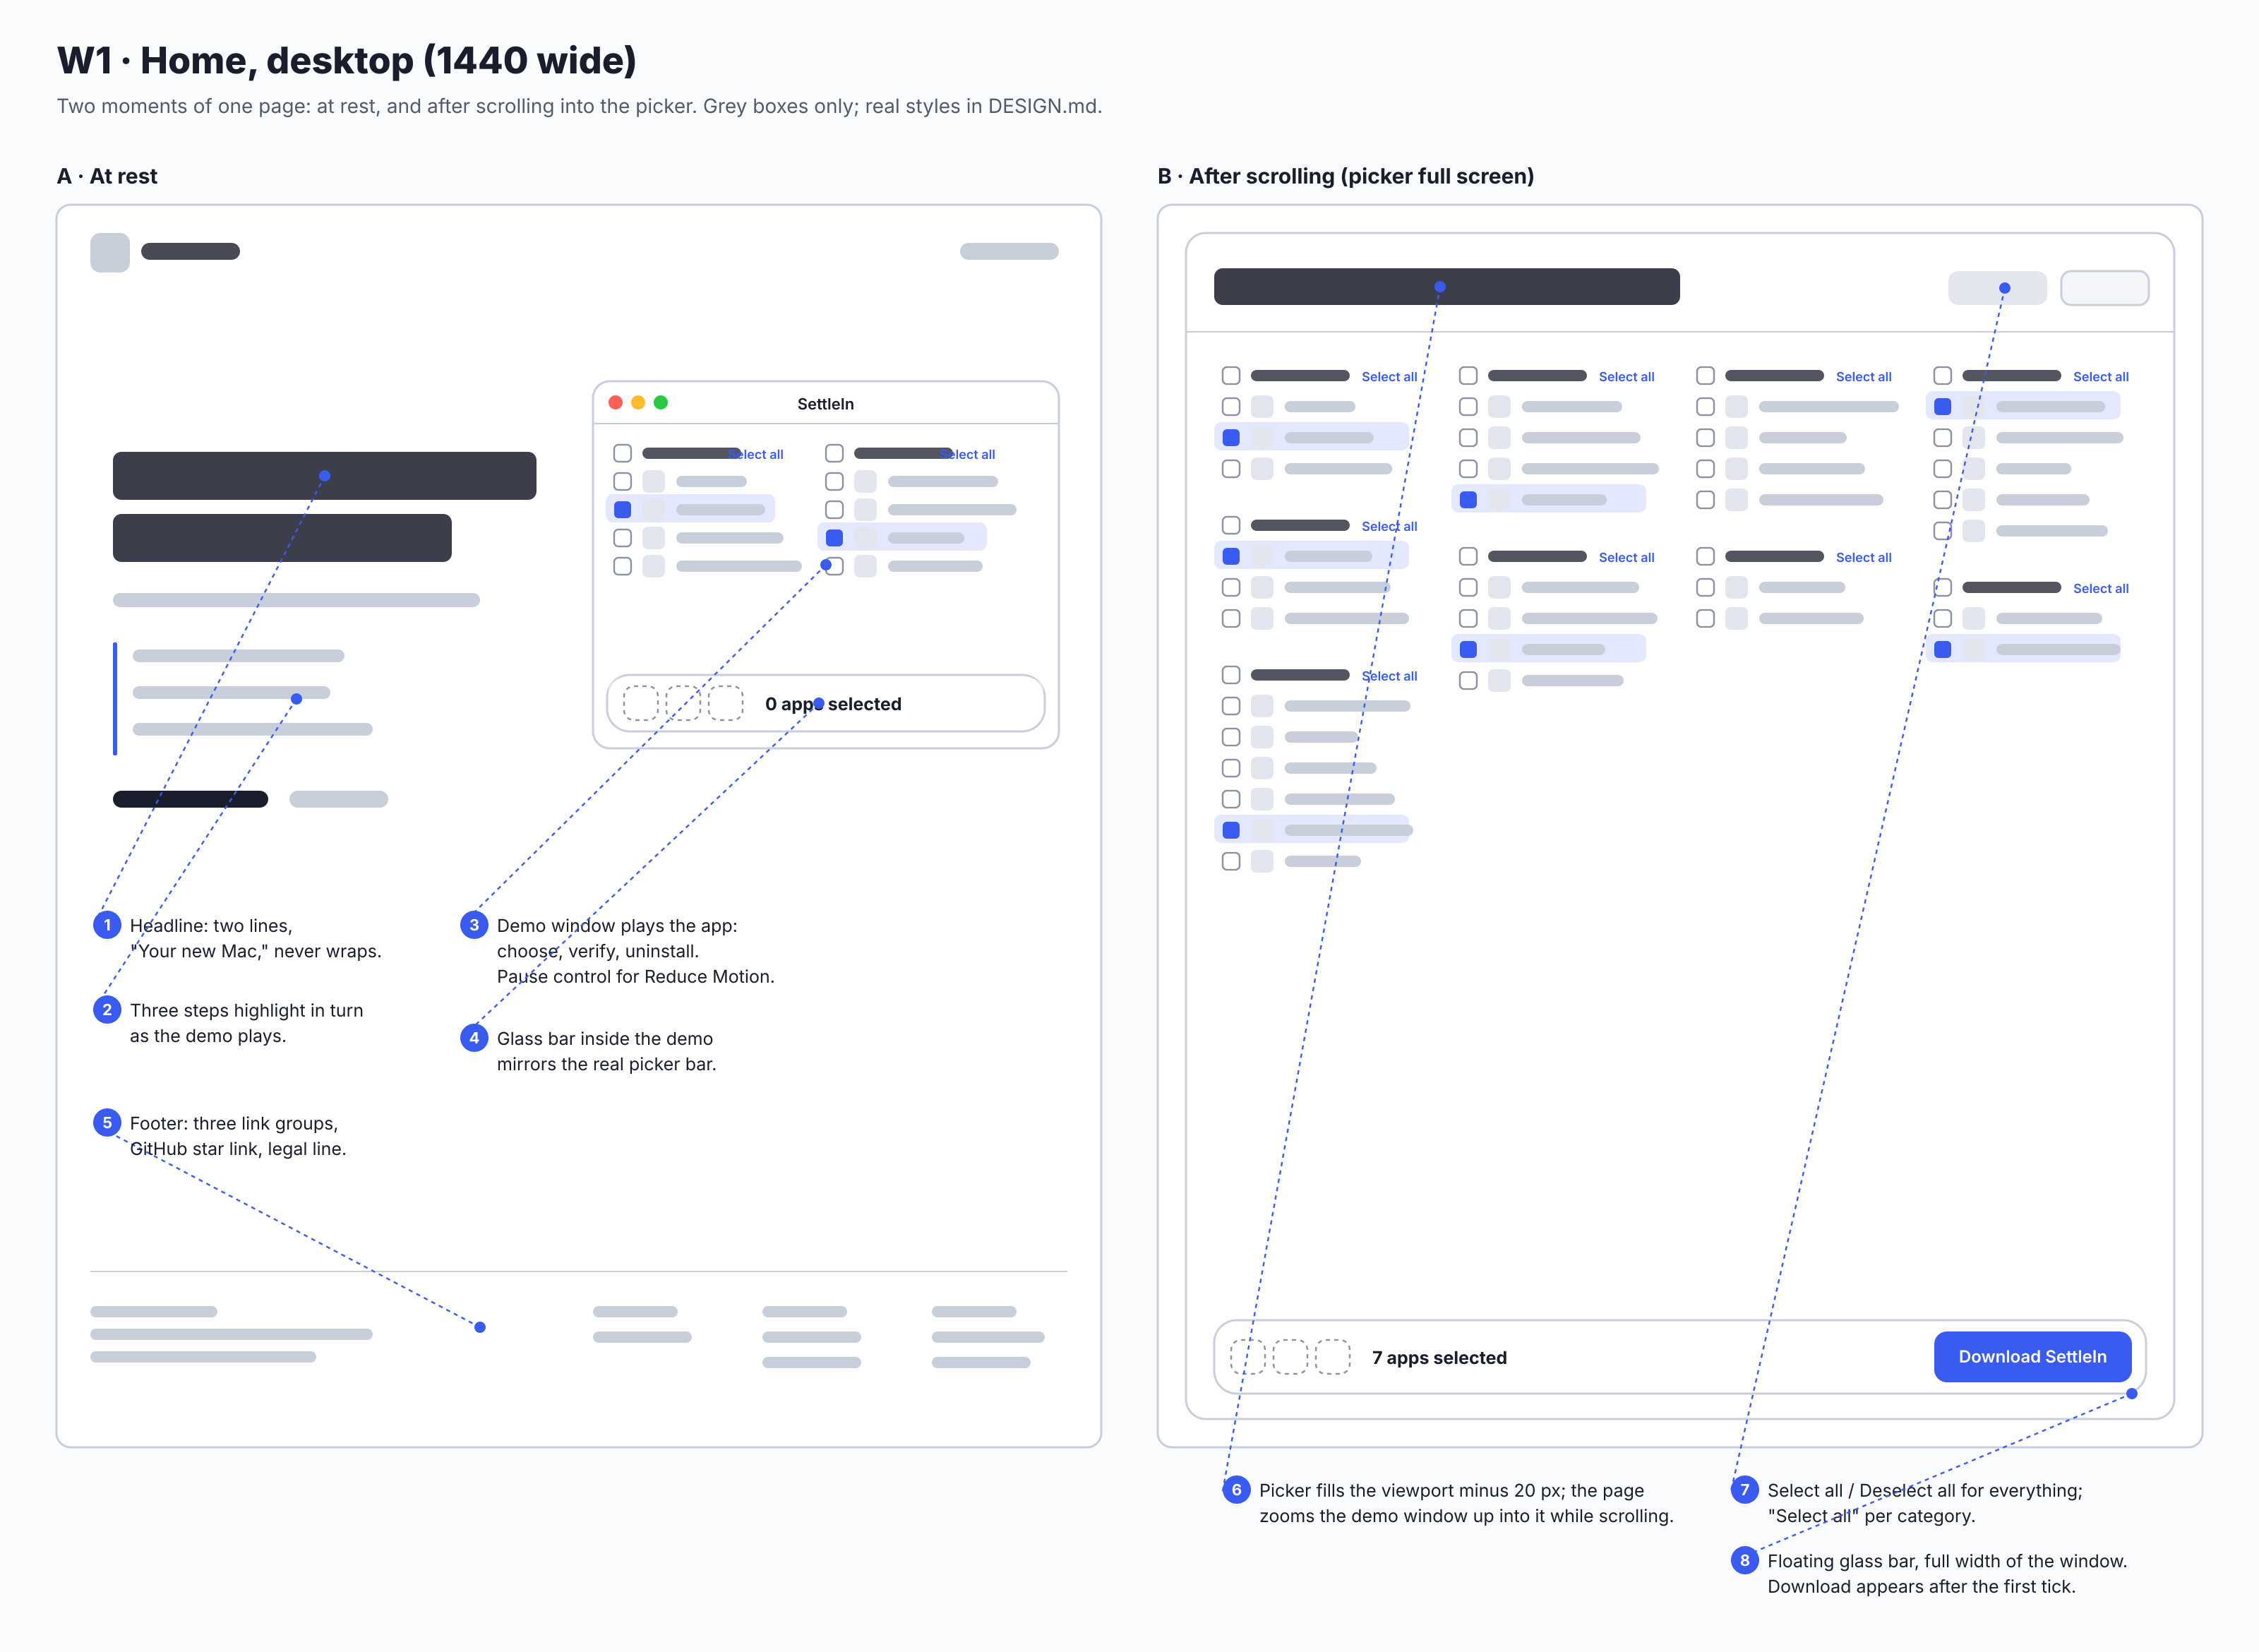 W1 · Home, desktop (1440 wide)
Two moments of one page: at rest, and after scrolling into the picker. Grey boxes only; real styles in DESIGN.md.
A · At rest
SettleIn
Select all
Select all
0 apps selected
1 Headline: two lines,
"Your new Mac," never wraps.
2 Three steps highlight in turn
as the demo plays.
3 Demo window plays the app:
choose, verify, uninstall.
Pause control for Reduce Motion.
4 Glass bar inside the demo
mirrors the real picker bar.
5 Footer: three link groups,
GitHub star link, legal line.
B · After scrolling (picker full screen)
Select all
Select all
Select all
Select all
Select all
Select all
Select all
Select all
Select all
7 apps selected
Download SettleIn
6 Picker fills the viewport minus 20 px; the page
zooms the demo window up into it while scrolling.
7 Select all / Deselect all for everything;
"Select all" per category.
8 Floating glass bar, full width of the window.
Download appears after the first tick.